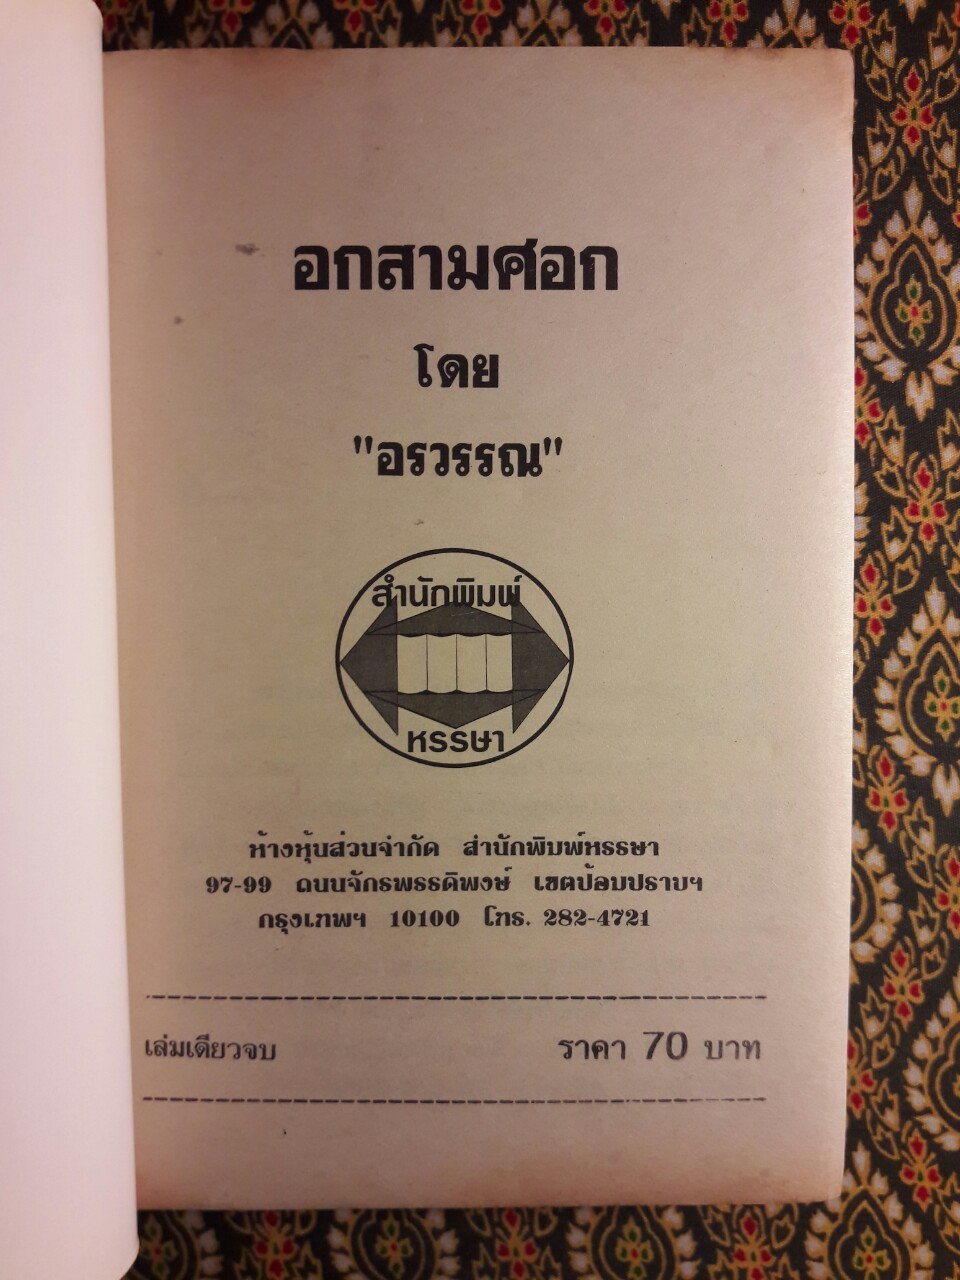 อกสามศอก
โดย
"อรวรรณ"
สำนักพิมพ์
หรรษา
ห้างหุ้นส่วนจำกัด สำนักพิมพ์หรรษา
97-99 ถนนจักรพรรดิพงษ์ เขตป้อมปราบฯ
กรุงเทพฯ 10100 โทร. 282-4721
เล่มเดียวจบ ราคา 70 บาท